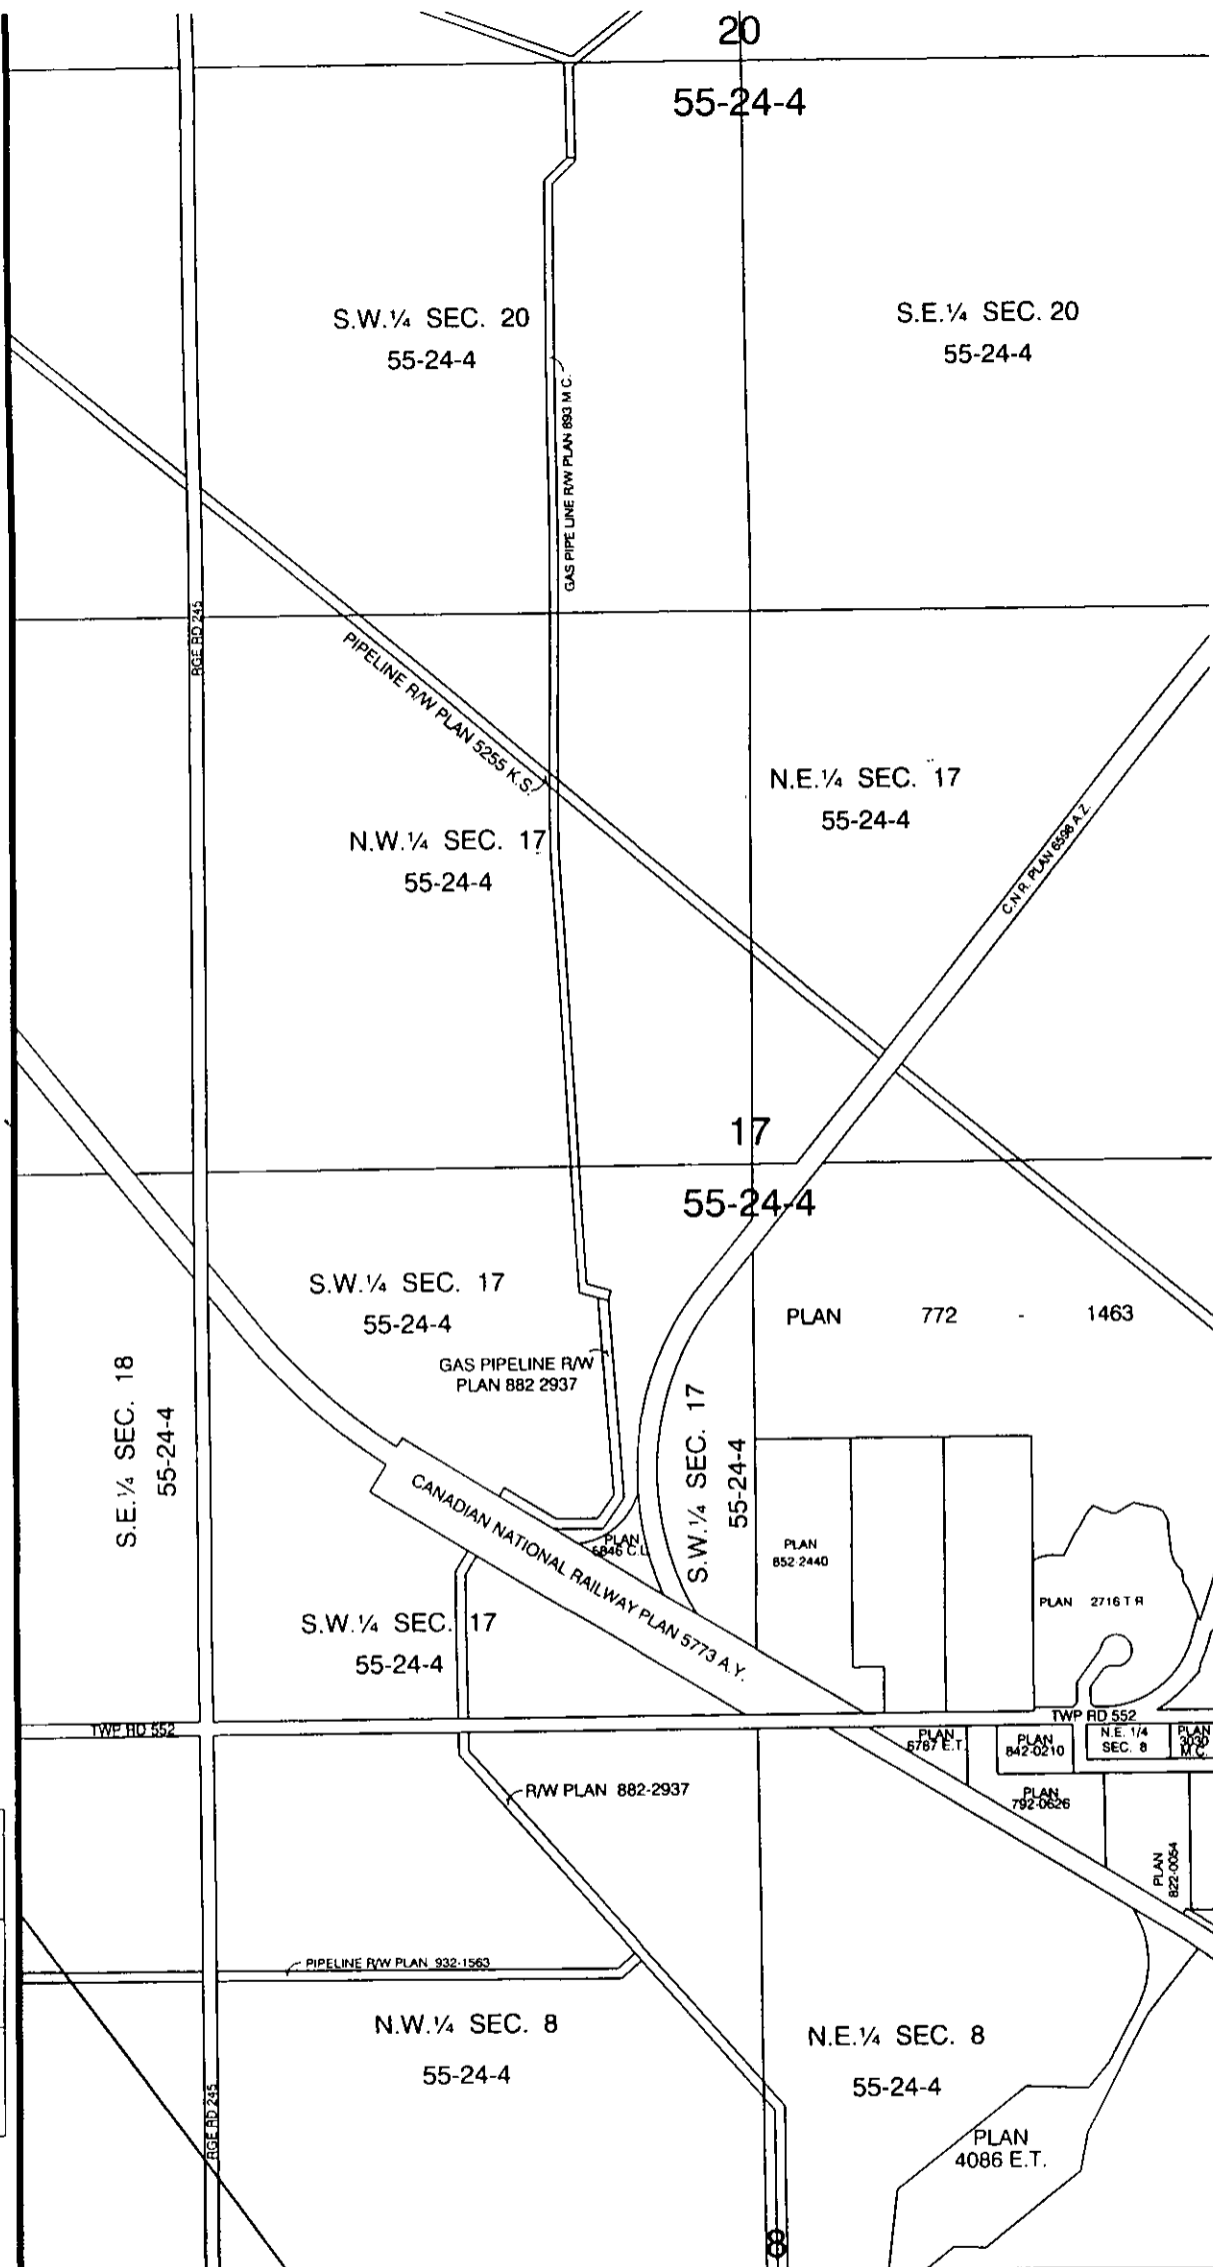 20
55-24-4
S.W.¼ SEC. 20
55-24-4
S.E.¼ SEC. 20
55-24-4
GAS PIPE LINE R/W PLAN 893 M C.
RGE RD 245
PIPELINE R/W PLAN 5255 K.S.
N.E.¼ SEC. 17
55-24-4
N.W.¼ SEC. 17
55-24-4
C.N.R. PLAN 6598 A.Z.
17
55-24-4
S.W.¼ SEC. 17
55-24-4
PLAN 772 - 1463
GAS PIPELINE R/W
PLAN 882 2937
S.E.¼ SEC. 18
55-24-4
S.W.¼ SEC. 17
55-24-4
CANADIAN NATIONAL RAILWAY PLAN 5773 A.Y.
PLAN
6846 C.L.
PLAN
852-2440
PLAN 2716 T R
S.W.¼ SEC. 17
55-24-4
TWP RD 552
TWP RD 552
PLAN
6787 E.T.
PLAN
842-0210
N.E. 1/4
SEC. 8
PLAN
3030
M.C.
R/W PLAN 882-2937
PLAN
792-0626
PLAN
822-0054
PIPELINE R/W PLAN 932-1563
N.W.¼ SEC. 8
55-24-4
N.E.¼ SEC. 8
55-24-4
RGE RD 245
PLAN
4086 E.T.
8